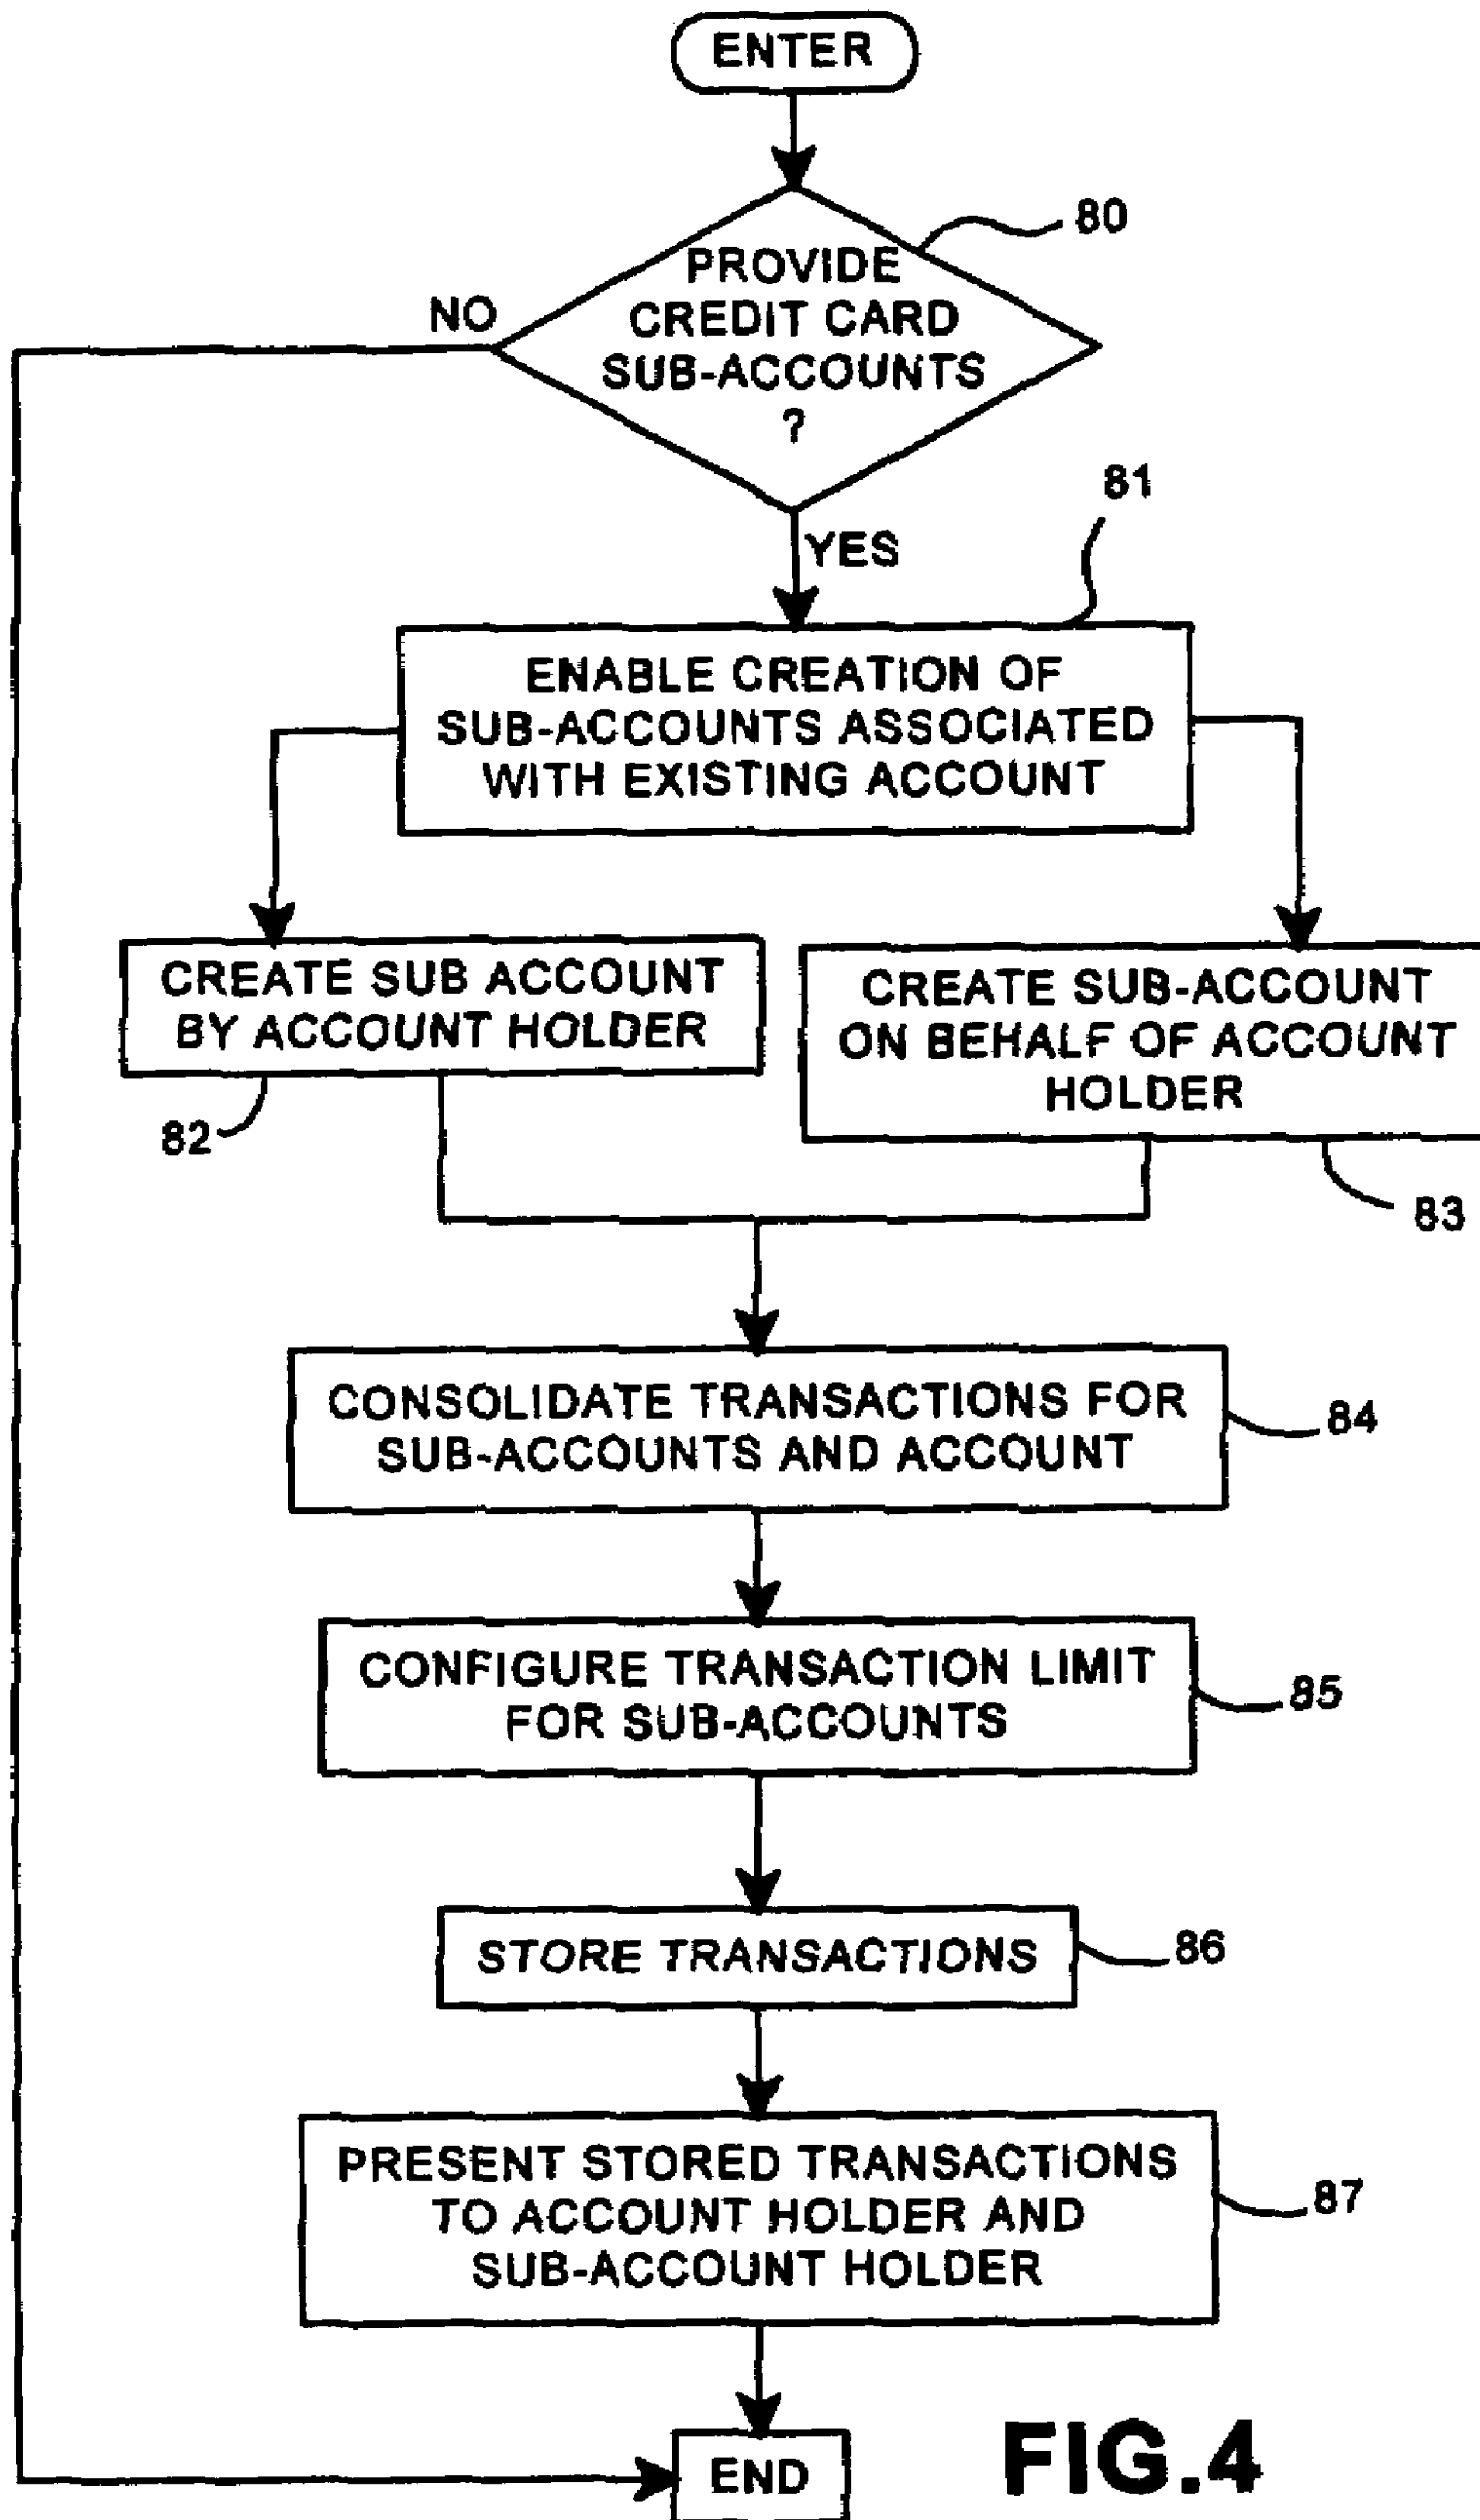 ENTER
80
PROVIDE
CREDIT CARD
SUB-ACCOUNTS
?
NO
81
YES
ENABLE CREATION OF
SUB-ACCOUNTS ASSOCIATED
WITH EXISTING ACCOUNT
CREATE SUB ACCOUNT
BY ACCOUNT HOLDER
82
CREATE SUB-ACCOUNT
ON BEHALF OF ACCOUNT
HOLDER
83
CONSOLIDATE TRANSACTIONS FOR
SUB-ACCOUNTS AND ACCOUNT
84
CONFIGURE TRANSACTION LIMIT
FOR SUB-ACCOUNTS
85
STORE TRANSACTIONS
86
PRESENT STORED TRANSACTIONS
TO ACCOUNT HOLDER AND
SUB-ACCOUNT HOLDER
87
END
FIG.4